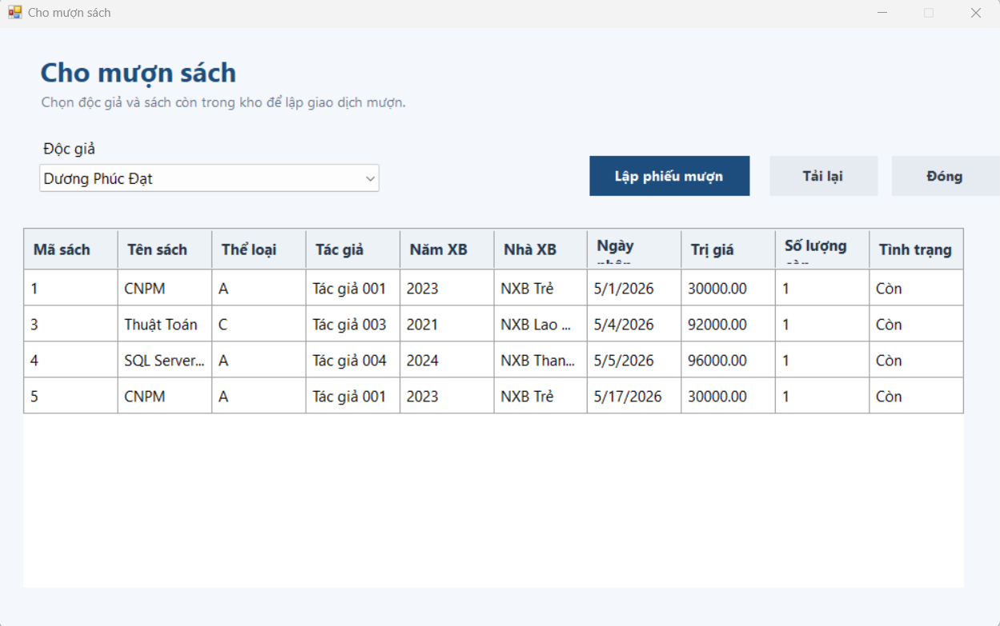 Cho mượn sách
Cho mượn sách
Chọn độc giả và sách còn trong kho để lập giao dịch mượn.
Độc giả
Dương Phúc Đạt
Lập phiếu mượn Tải lại Đóng
Mã sách Tên sách Thể loại Tác giả Năm XB Nhà XB Ngày Trị giá Số lượng Tình trạng
1 CNPM A Tác giả 001 2023 NXB Trẻ 5/1/2026 30000.00 1 Còn
3 Thuật Toán C Tác giả 003 2021 NXB Lao ... 5/4/2026 92000.00 1 Còn
4 SQL Server... A Tác giả 004 2024 NXB Than... 5/5/2026 96000.00 1 Còn
5 CNPM A Tác giả 001 2023 NXB Trẻ 5/17/2026 30000.00 1 Còn